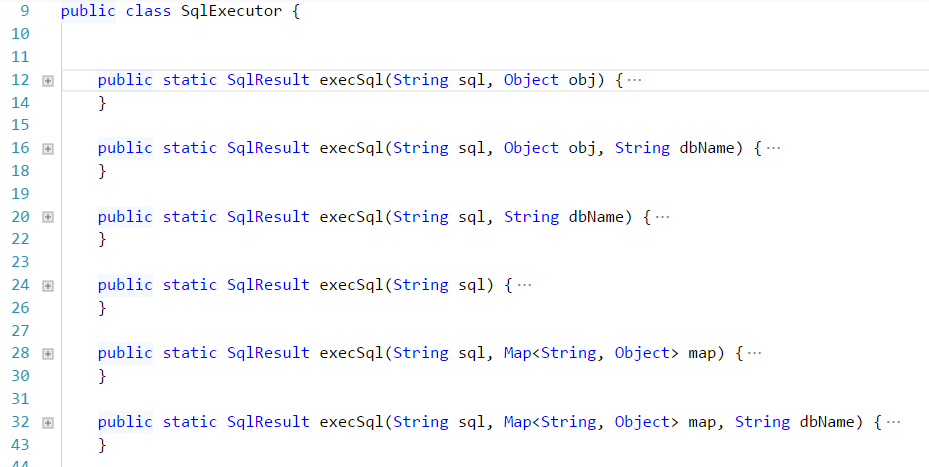 9 public class SqlExecutor {
10
11
12 public static SqlResult execSql(String sql, Object obj) {···
14 }
15
16 public static SqlResult execSql(String sql, Object obj, String dbName) {···
18 }
19
20 public static SqlResult execSql(String sql, String dbName) {···
22 }
23
24 public static SqlResult execSql(String sql) {···
26 }
27
28 public static SqlResult execSql(String sql, Map<String, Object> map) {···
30 }
31
32 public static SqlResult execSql(String sql, Map<String, Object> map, String dbName) {···
43 }
44